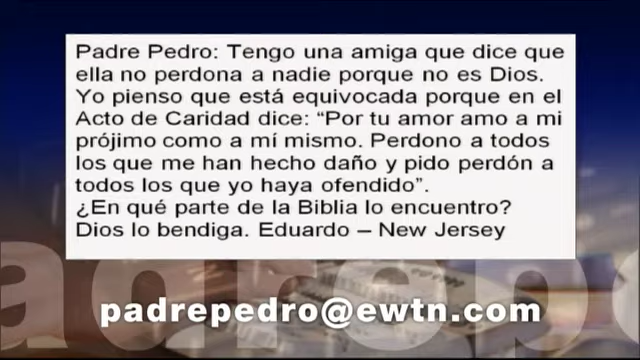 Padre Pedro: Tengo una amiga que dice que
ella no perdona a nadie porque no es Dios.
Yo pienso que está equivocada porque en el
Acto de Caridad dice: “Por tu amor amo a mi
prójimo como a mí mismo. Perdono a todos
los que me han hecho daño y pido perdón a
todos los que yo haya ofendido”.
¿En qué parte de la Biblia lo encuentro?
Dios lo bendiga. Eduardo – New Jersey
adrepe
padrepedro@ewtn.com